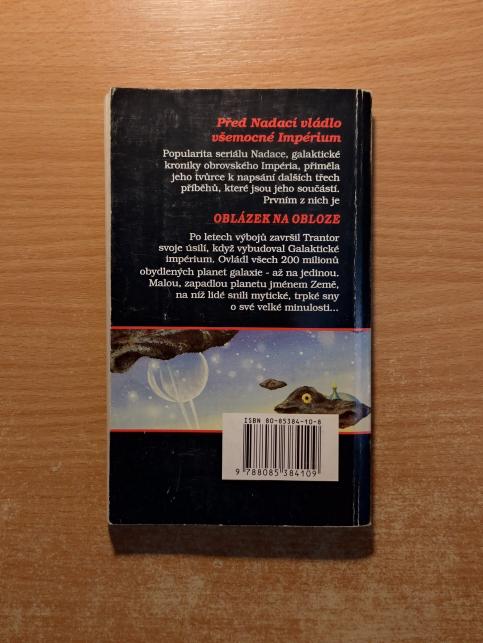 Před Nadací vládlo
všemocné Impérium
Popularita seriálu Nadace, galaktické
kroniky obrovského Impéria, přiměla
jeho tvůrce k napsání dalších třech
příběhů, které jsou jeho součástí.
Prvním z nich je
OBLÁZEK NA OBLOZE
Po letech výbojů završil Trantor
svoje úsilí, když vybudoval Galaktické
impérium. Ovládl všech 200 milionů
obydlených planet galaxie - až na jedinou.
Malou, zapadlou planetu jménem Země,
na níž lidé snili mytické, trpké sny
o své velké minulosti...
ISBN 80-85384-10-8
9 788085 384109